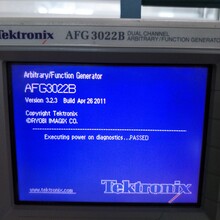 Tektronix AFG 3022B DUAL CHANNEL
ARBITRARY/FUNCTION GENERATOR
Arbitrary/Function Generator
AFG3022B
Version 3.2.3 Build Apr 26 2011
Copyright Tektronix
©RYOBI IMAGIX CO.
Executing power on diagnostics...PASSED
www.tektronix.com
Tektronix